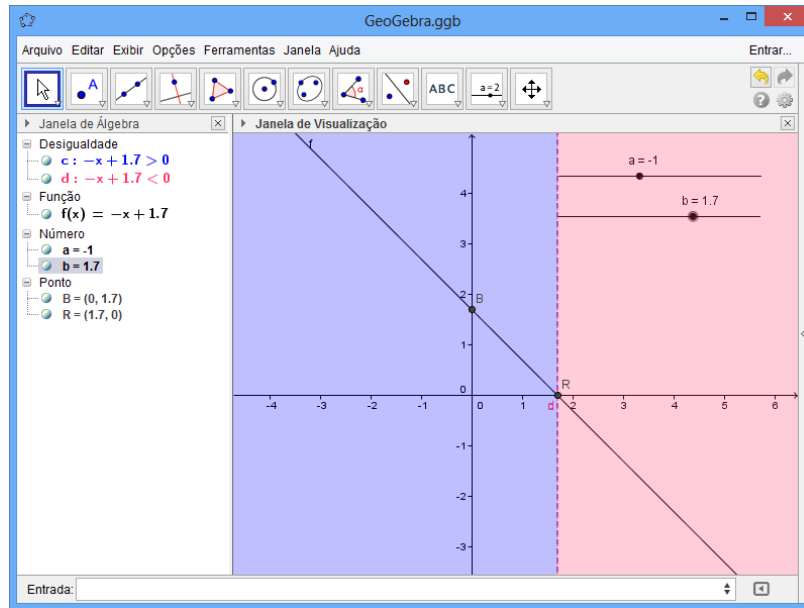 GeoGebra.ggb
Arquivo Editar Exibir Opções Ferramentas Janela Ajuda Entrar...
A
α
ABC
a=2
Janela de Álgebra
Desigualdade
c : −x + 1.7 > 0
d : −x + 1.7 < 0
Função
f(x) = −x + 1.7
Número
a = -1
b = 1.7
Ponto
B = (0, 1.7)
R = (1.7, 0)
Janela de Visualização
f
a = -1
b = 1.7
4
3
2
B
1
R
0
-4 -3 -2 -1 0 1 d 2 3 4 5 6
-1
-2
-3
Entrada: